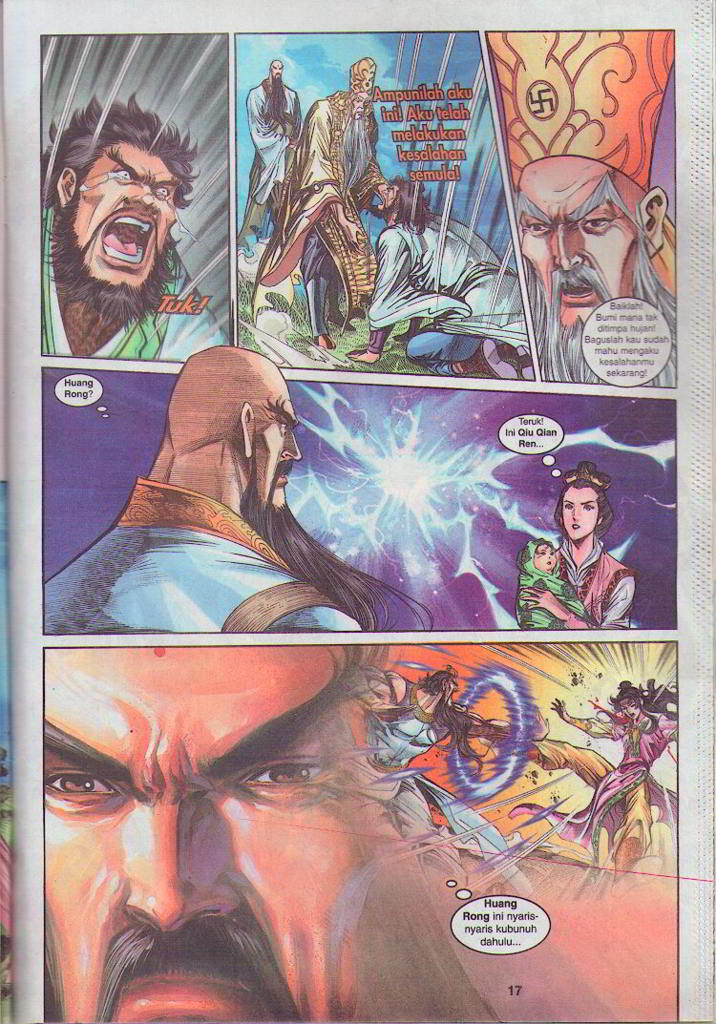 Tuk!
Ampunilah aku
ini! Aku telah
melakukan
kesalahan
semula!
Baiklah!
Bumi mana tak
ditimpa hujan!
Baguslah kau sudah
mahu mengaku
kesalahanmu
sekarang!
Huang
Rong?
Teruk!
Ini Qiu Qian
Ren...
Huang
Rong ini nyaris-
nyaris kubunuh
dahulu...
17